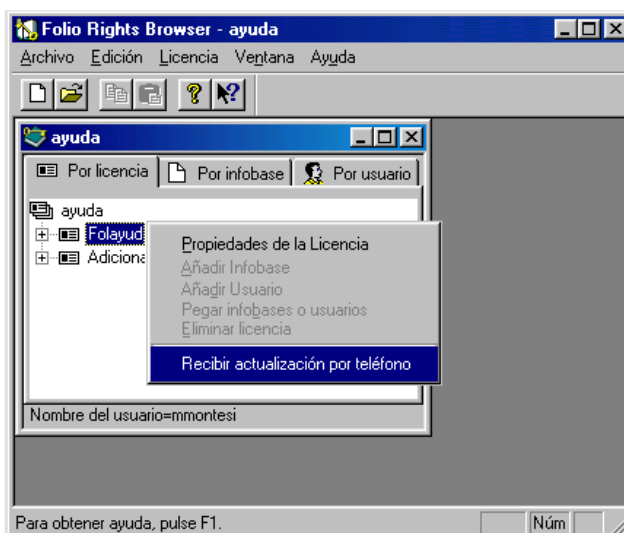 Folio Rights Browser - ayuda
Archivo Edición Licencia Ventana Ayuda
ayuda
Por licencia Por infobase Por usuario
ayuda
Folayud
Adiciona
Propiedades de la Licencia
Añadir Infobase
Añadir Usuario
Pegar infobases o usuarios
Eliminar licencia
Recibir actualización por teléfono
Nombre del usuario=mmontesi
Para obtener ayuda, pulse F1.
Núm